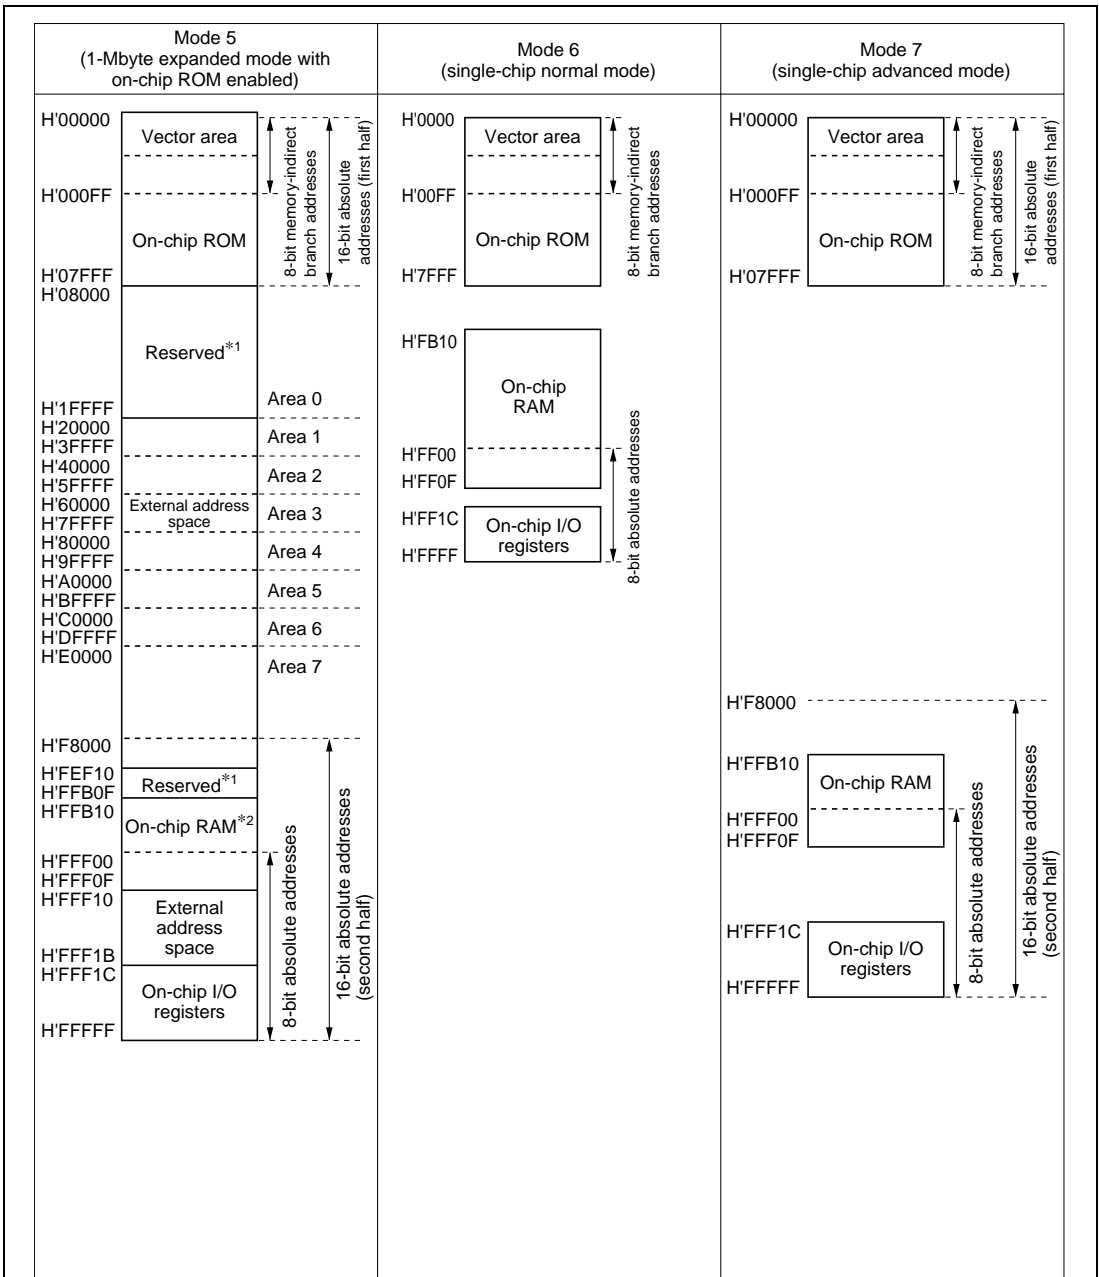 Mode 5
(1-Mbyte expanded mode with
on-chip ROM enabled)
Mode 6
(single-chip normal mode)
Mode 7
(single-chip advanced mode)
H'00000
Vector area
H'000FF
On-chip ROM
H'07FFF
H'08000
Reserved*1
H'1FFFF
H'20000
H'3FFFF
H'40000
H'5FFFF
H'60000
H'7FFFF
H'80000
H'9FFFF
H'A0000
H'BFFFF
H'C0000
H'DFFFF
H'E0000
External address
space
Area 0
Area 1
Area 2
Area 3
Area 4
Area 5
Area 6
Area 7
H'F8000
H'FEF10
Reserved*1
H'FFB0F
H'FFB10
On-chip RAM*2
H'FFF00
H'FFF0F
H'FFF10
External
address
space
H'FFF1B
H'FFF1C
On-chip I/O
registers
H'FFFFF
8-bit memory-indirect
branch addresses
16-bit absolute
addresses (first half)
8-bit absolute addresses
16-bit absolute addresses
(second half)
H'0000
Vector area
H'00FF
On-chip ROM
H'7FFF
8-bit memory-indirect
branch addresses
H'FB10
On-chip
RAM
H'FF00
H'FF0F
H'FF1C
On-chip I/O
registers
H'FFFF
8-bit absolute addresses
H'00000
Vector area
H'000FF
On-chip ROM
H'07FFF
8-bit memory-indirect
branch addresses
16-bit absolute
addresses (first half)
H'F8000
H'FFB10
On-chip RAM
H'FFF00
H'FFF0F
H'FFF1C
On-chip I/O
registers
H'FFFFF
8-bit absolute addresses
16-bit absolute addresses
(second half)